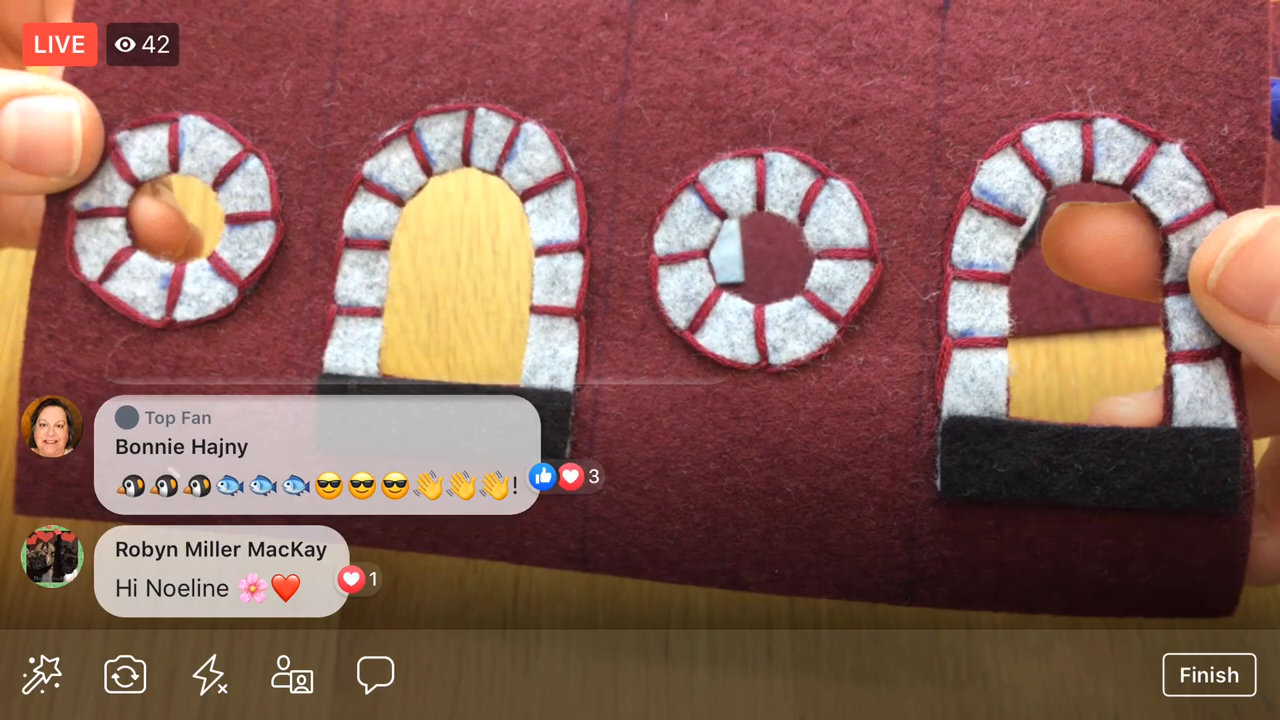 LIVE 42
Top Fan
Bonnie Hajny
🐧🐧🐧🐟🐟🐟😎😎😎👋👋👋! 3
Robyn Miller MacKay
Hi Noeline 🌸❤️ 1
Finish